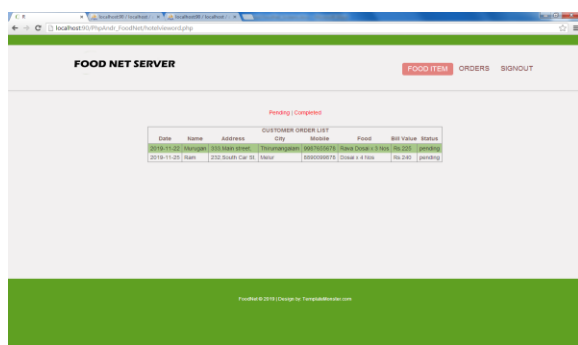 localhost:90/PhpAndr_FoodNet/hotelvieword.php
FOOD NET SERVER
FOOD ITEM ORDERS SIGNOUT
Pending | Completed
CUSTOMER ORDER LIST
Date Name Address City Mobile Food Bill Value Status
2019-11-22 Murugan 333.Main street Thirumangalam Rava Dosai x 3 Nos Rs.225 pending
2019-11-25 Ram 232.South Car St. Melur Dosai x 4 Nos Rs.240 pending
FoodNet © 2019 | Design by: TemplateMonster.com